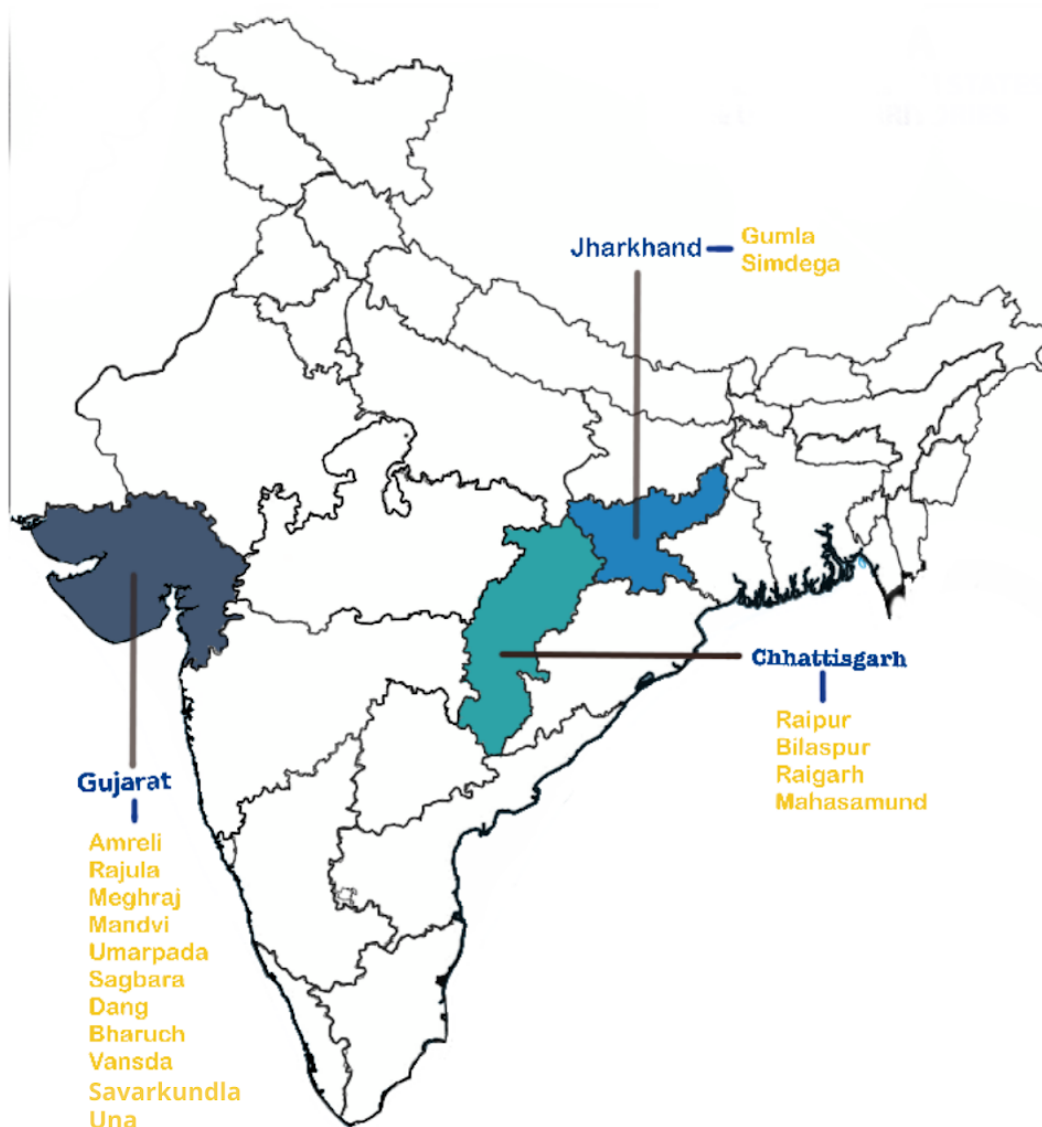 Jharkhand
Gumla
Simdega
Chhattisgarh
Raipur
Bilaspur
Raigarh
Mahasamund
Gujarat
Amreli
Rajula
Meghraj
Mandvi
Umarpada
Sagbara
Dang
Bharuch
Vansda
Savarkundla
Una